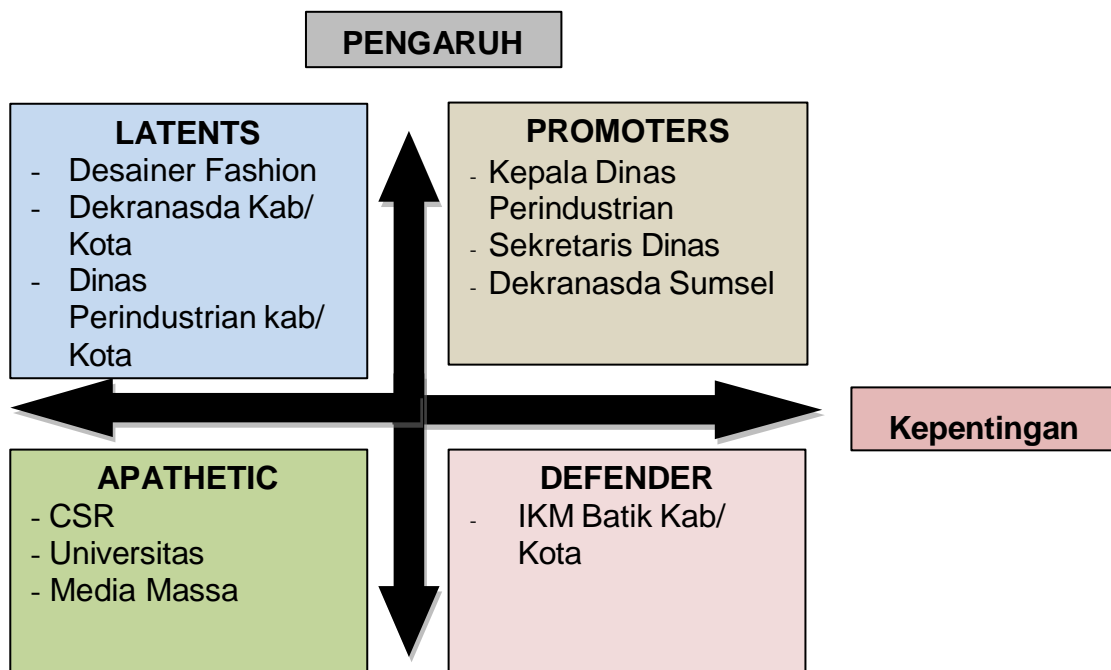 PENGARUH
LATENTS
- Desainer Fashion
- Dekranasda Kab/
Kota
- Dinas
Perindustrian kab/
Kota
PROMOTERS
- Kepala Dinas
Perindustrian
- Sekretaris Dinas
- Dekranasda Sumsel
Kepentingan
APATHETIC
- CSR
- Universitas
- Media Massa
DEFENDER
- IKM Batik Kab/
Kota